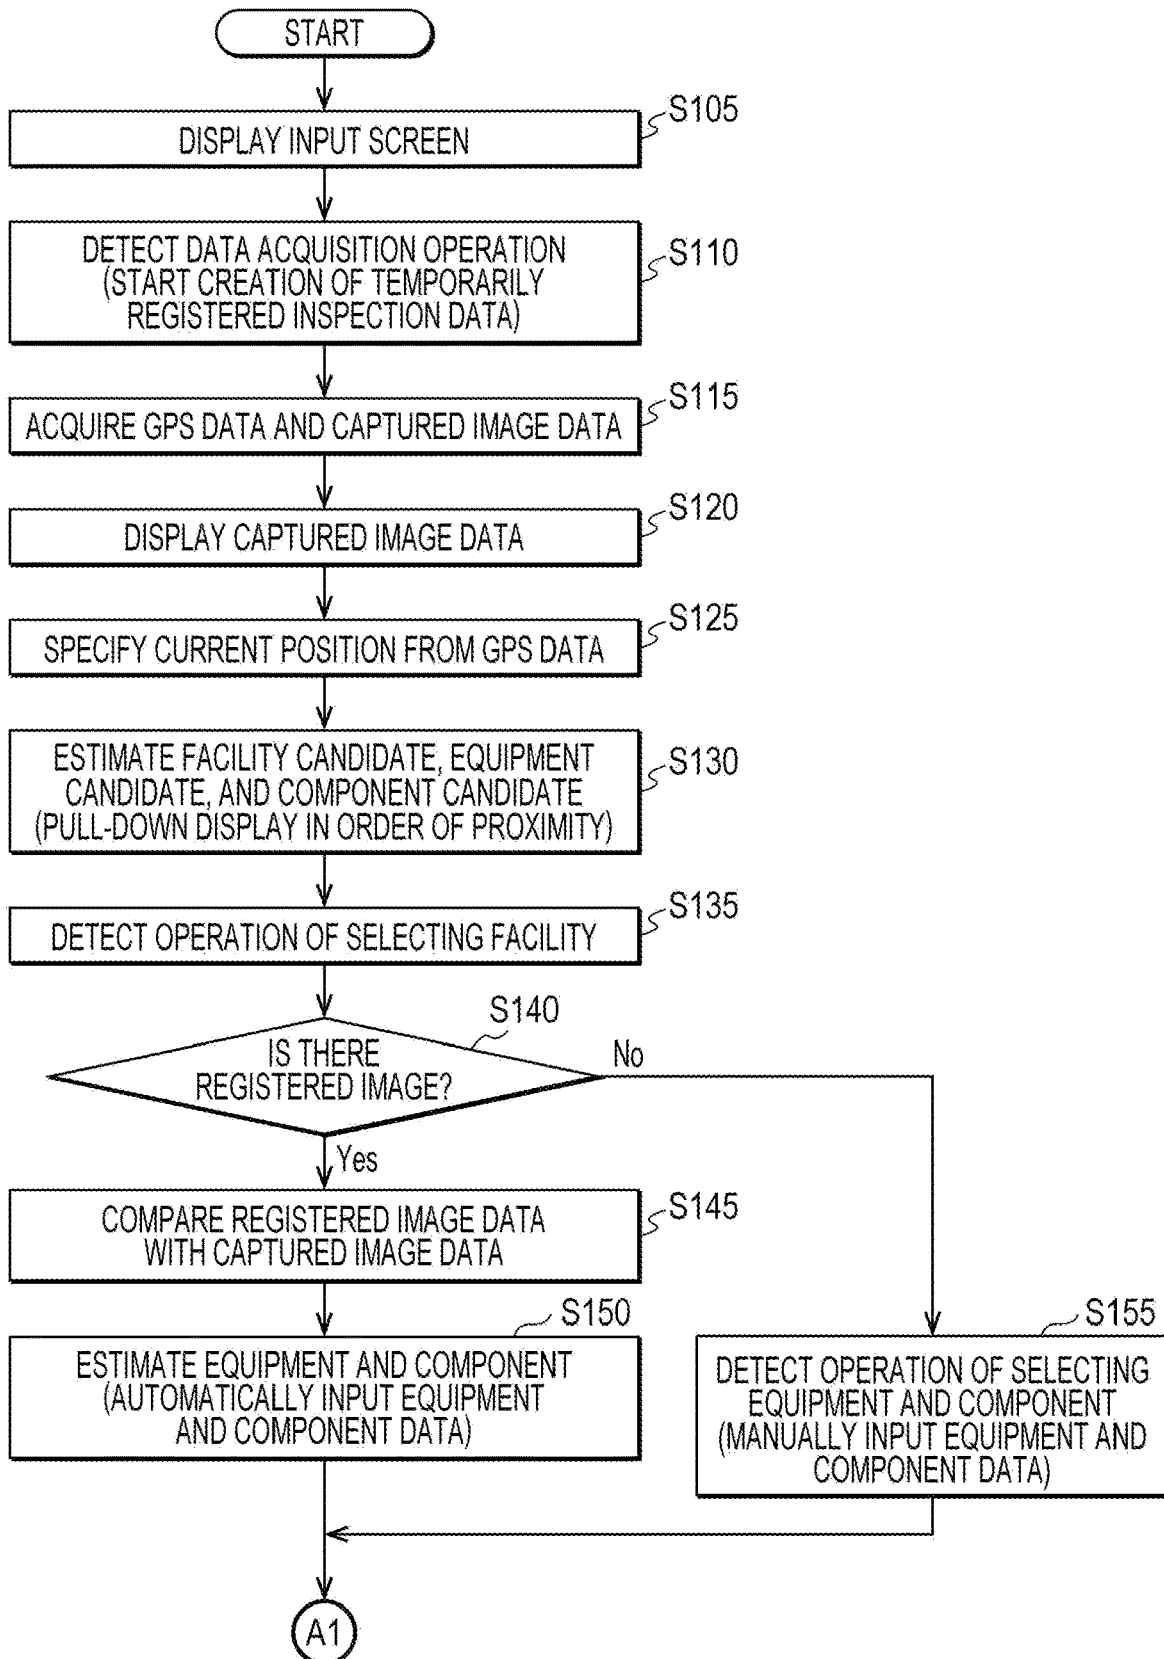 START
S105
DISPLAY INPUT SCREEN
S110
DETECT DATA ACQUISITION OPERATION
(START CREATION OF TEMPORARILY
REGISTERED INSPECTION DATA)
S115
ACQUIRE GPS DATA AND CAPTURED IMAGE DATA
S120
DISPLAY CAPTURED IMAGE DATA
S125
SPECIFY CURRENT POSITION FROM GPS DATA
S130
ESTIMATE FACILITY CANDIDATE, EQUIPMENT
CANDIDATE, AND COMPONENT CANDIDATE
(PULL-DOWN DISPLAY IN ORDER OF PROXIMITY)
S135
DETECT OPERATION OF SELECTING FACILITY
S140
IS THERE
REGISTERED IMAGE?
No
Yes
S145
COMPARE REGISTERED IMAGE DATA
WITH CAPTURED IMAGE DATA
S150
ESTIMATE EQUIPMENT AND COMPONENT
(AUTOMATICALLY INPUT EQUIPMENT
AND COMPONENT DATA)
S155
DETECT OPERATION OF SELECTING
EQUIPMENT AND COMPONENT
(MANUALLY INPUT EQUIPMENT AND
COMPONENT DATA)
A1